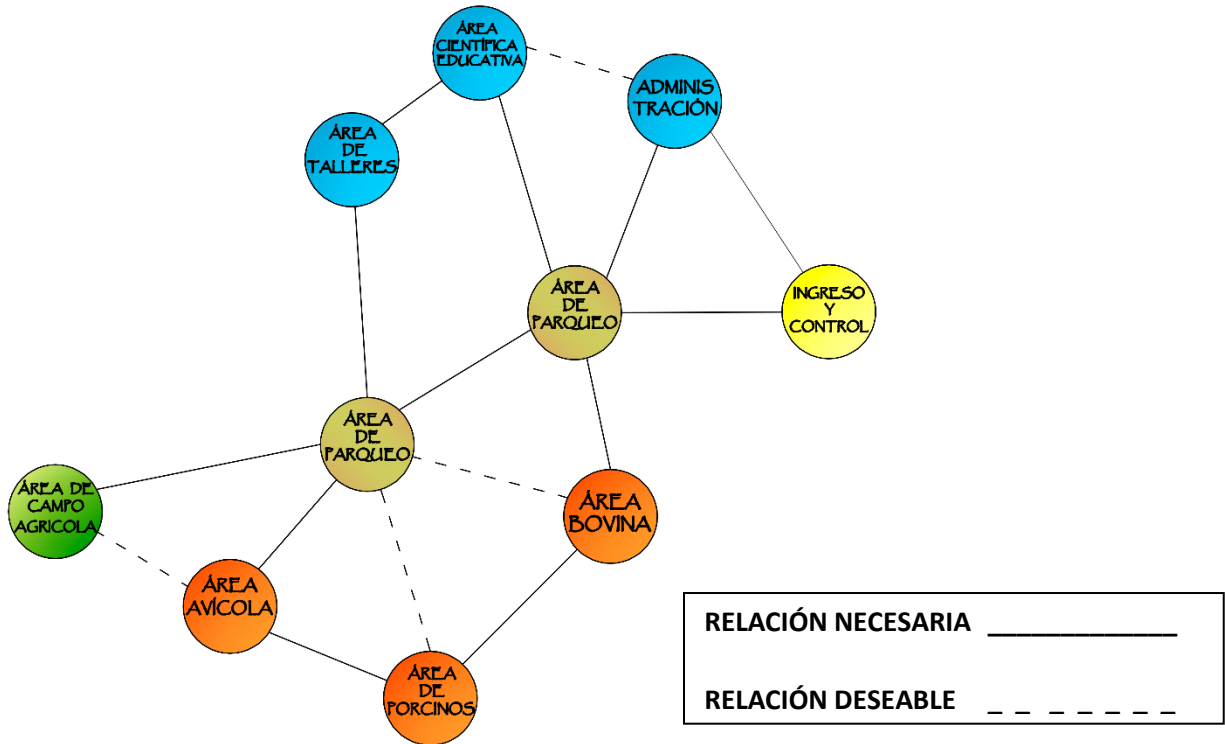 ÁREA
CIENTÍFICA
EDUCATIVA
ADMINIS
TRACIÓN
ÁREA
DE
TALLERES
ÁREA
DE
PARQUEO
INGRESO
Y
CONTROL
ÁREA
DE
PARQUEO
ÁREA DE
CAMPO
AGRICOLA
ÁREA
BOVINA
ÁREA
AVÍCOLA
ÁREA
DE
PORCINOS
RELACIÓN NECESARIA
RELACIÓN DESEABLE